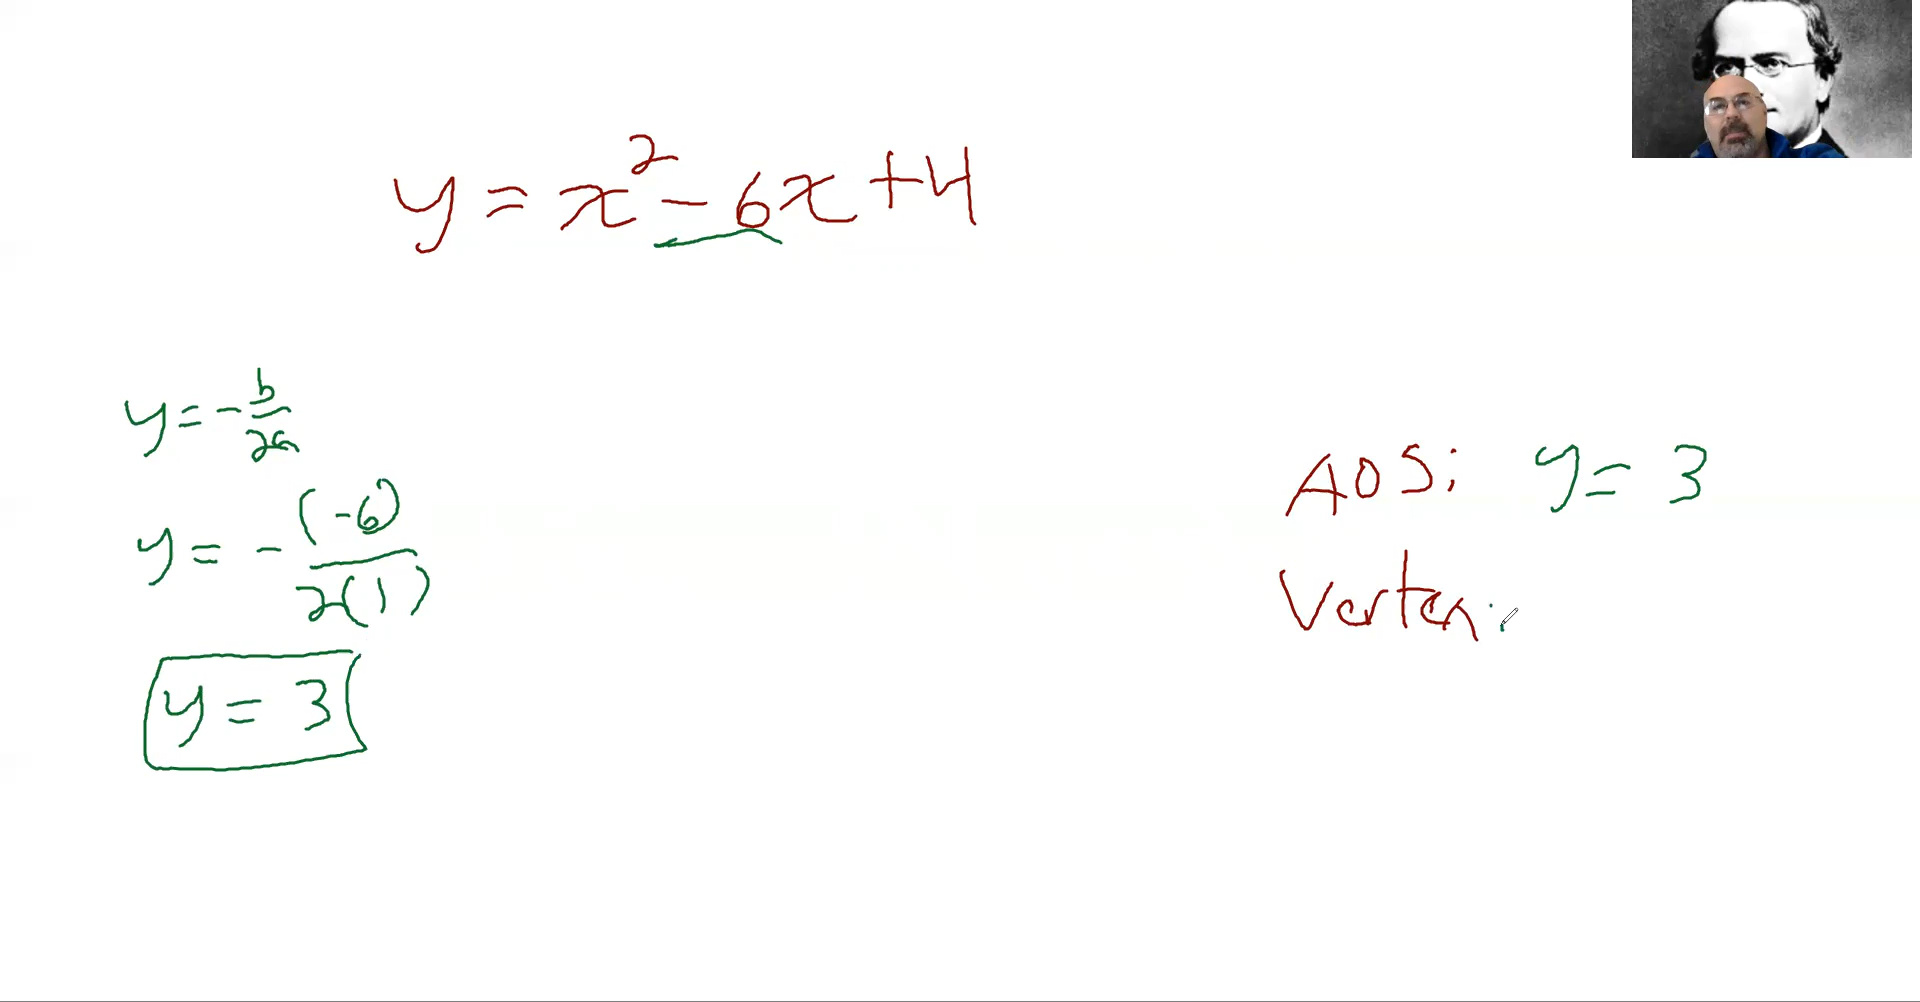 y = x² - 6x + 4
y = - b/2a
y = - (-6)/2(1)
y = 3
AOS: y = 3
Vertex: